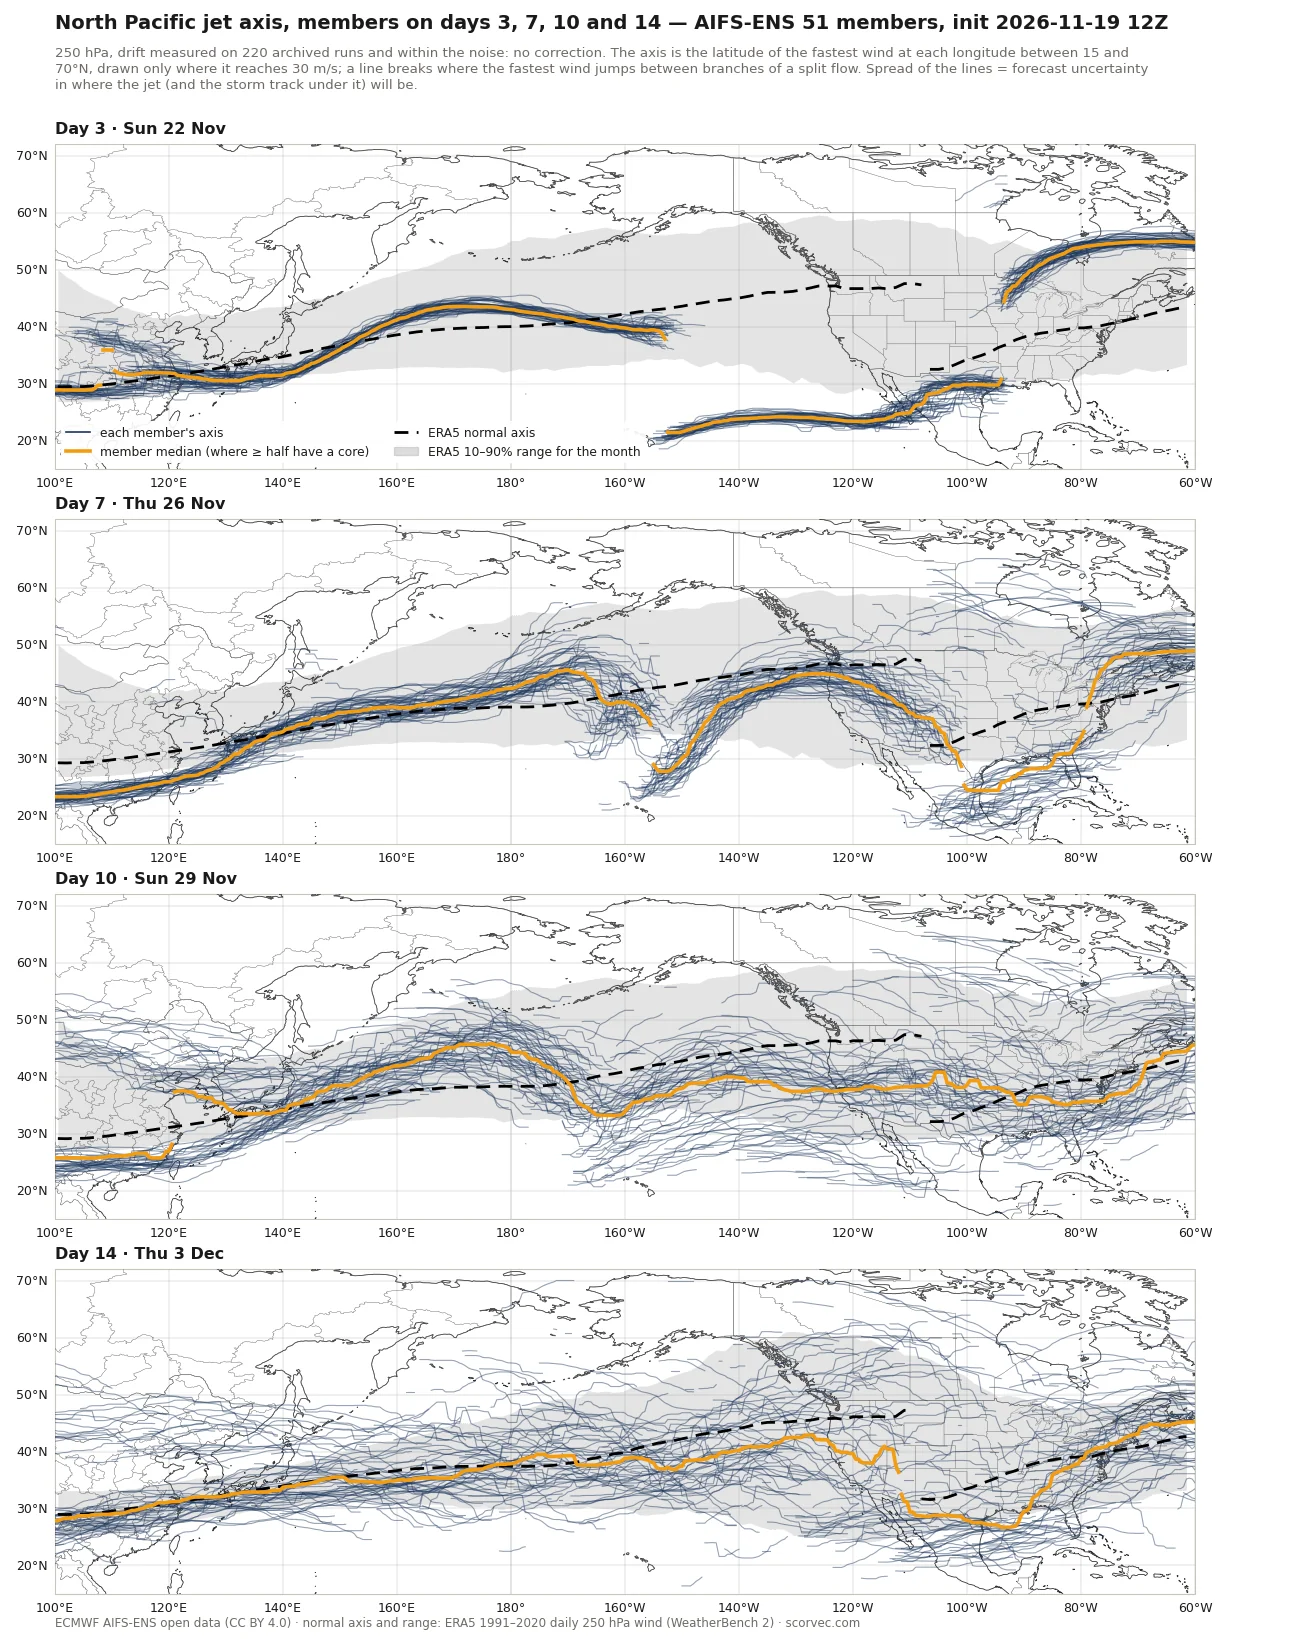 North Pacific jet axis, members on days 3, 7, 10 and 14 — AIFS-ENS 51 members, init 2026-11-19 12Z
250 hPa, drift measured on 220 archived runs and within the noise: no correction. The axis is the latitude of the fastest wind at each longitude between 15 and
70°N, drawn only where it reaches 30 m/s; a line breaks where the fastest wind jumps between branches of a split flow. Spread of the lines = forecast uncertainty
in where the jet (and the storm track under it) will be.
Day 3 · Sun 22 Nov
70°N
60°N
50°N
40°N
30°N
20°N
each member's axis
member median (where ≥ half have a core)
ERA5 normal axis
ERA5 10–90% range for the month
100°E 120°E 140°E 160°E 180° 160°W 140°W 120°W 100°W 80°W 60°W
Day 7 · Thu 26 Nov
70°N
60°N
50°N
40°N
30°N
20°N
100°E 120°E 140°E 160°E 180° 160°W 140°W 120°W 100°W 80°W 60°W
Day 10 · Sun 29 Nov
70°N
60°N
50°N
40°N
30°N
20°N
100°E 120°E 140°E 160°E 180° 160°W 140°W 120°W 100°W 80°W 60°W
Day 14 · Thu 3 Dec
70°N
60°N
50°N
40°N
30°N
20°N
100°E 120°E 140°E 160°E 180° 160°W 140°W 120°W 100°W 80°W 60°W
ECMWF AIFS-ENS open data (CC BY 4.0) · normal axis and range: ERA5 1991–2020 daily 250 hPa wind (WeatherBench 2) · scorvec.com